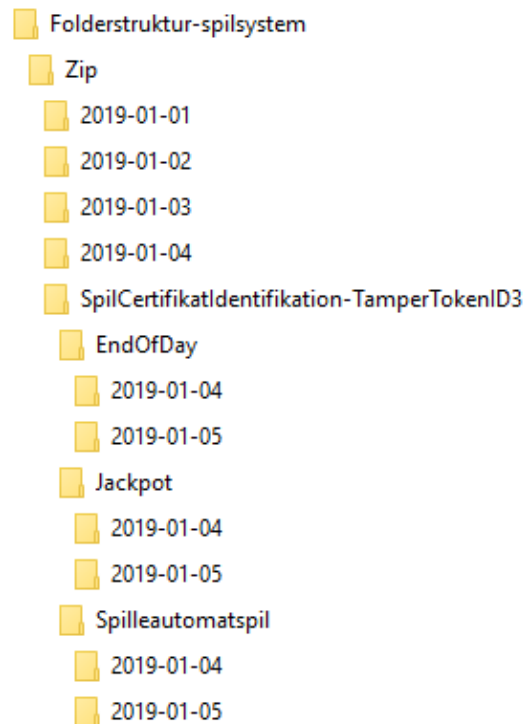 Folderstruktur-spilsystem
Zip
2019-01-01
2019-01-02
2019-01-03
2019-01-04
SpilCertifikatIdentifikation-TamperTokenID3
EndOfDay
2019-01-04
2019-01-05
Jackpot
2019-01-04
2019-01-05
Spilleautomatspil
2019-01-04
2019-01-05